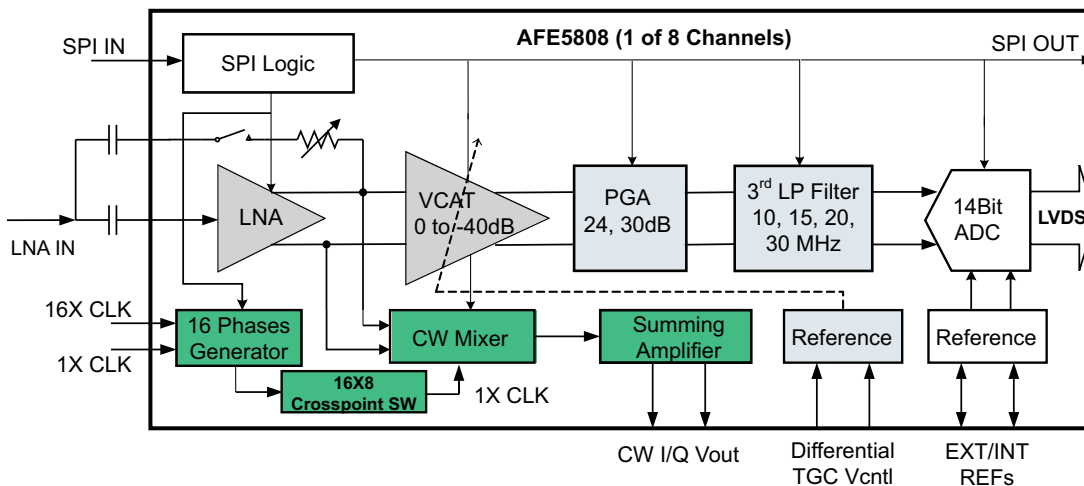 AFE5808 (1 of 8 Channels)
SPI IN
SPI Logic
SPI OUT
LNA IN
LNA
VCAT
0 to -40dB
PGA
24, 30dB
3rd LP Filter
10, 15, 20,
30 MHz
14Bit
ADC
LVDS
16X CLK
1X CLK
16 Phases
Generator
CW Mixer
Summing
Amplifier
Reference
Reference
16X8
Crosspoint SW
1X CLK
CW I/Q Vout
Differential
TGC Vcntl
EXT/INT
REFs